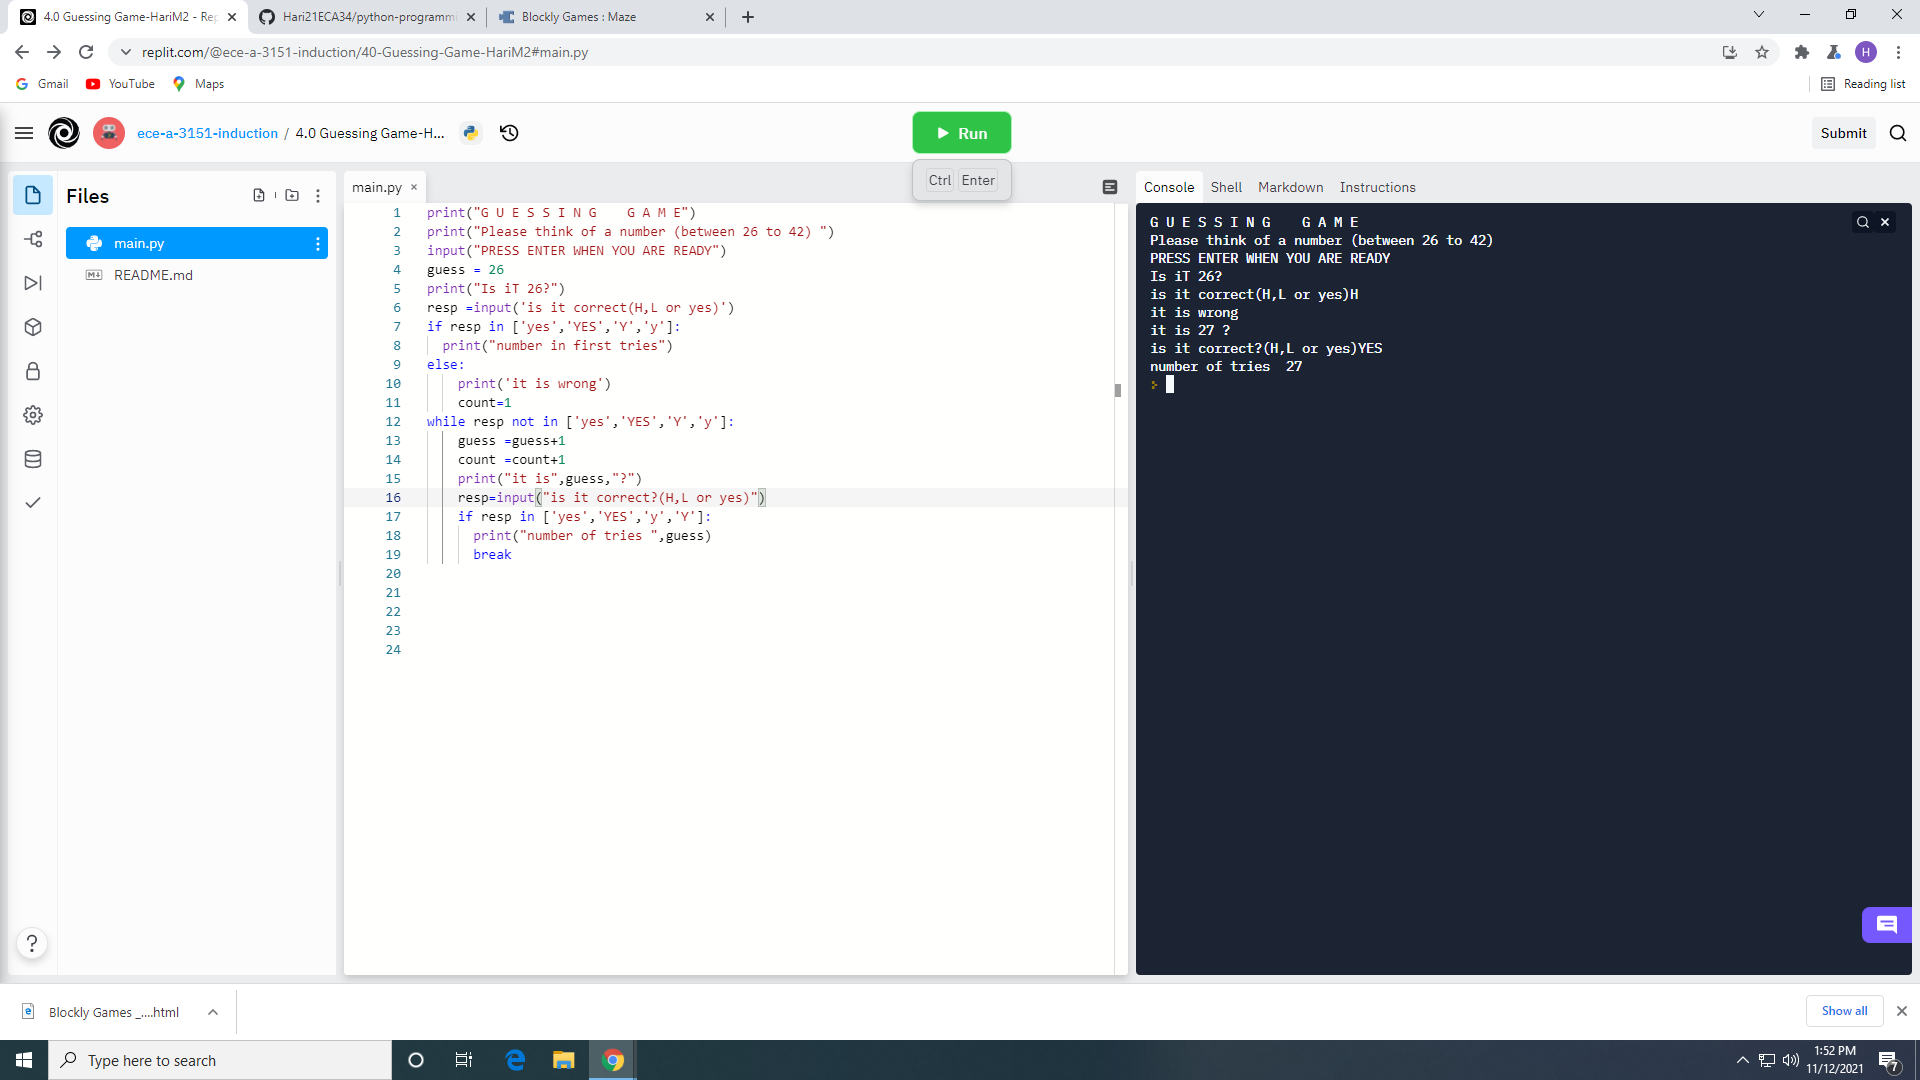 4.0 Guessing Game-HariM2 - Rep
Hari21ECA34/python-programmi
Blockly Games : Maze
replit.com/@ece-a-3151-induction/40-Guessing-Game-HariM2#main.py
H
Gmail
YouTube
Maps
Reading list
ece-a-3151-induction / 4.0 Guessing Game-H...
Run
Submit
Ctrl Enter
Files
main.py
README.md
main.py
1 print("G U E S S I N G    G A M E")
2 print("Please think of a number (between 26 to 42) ")
3 input("PRESS ENTER WHEN YOU ARE READY")
4 guess = 26
5 print("Is iT 26?")
6 resp =input('is it correct(H,L or yes)')
7 if resp in ['yes','YES','Y','y']:
8   print("number in first tries")
9 else:
10     print('it is wrong')
11     count=1
12 while resp not in ['yes','YES','Y','y']:
13     guess =guess+1
14     count =count+1
15     print("it is",guess,"?")
16     resp=input("is it correct?(H,L or yes)")
17     if resp in ['yes','YES','y','Y']:
18       print("number of tries ",guess)
19       break
20
21
22
23
24
Console Shell Markdown Instructions
G U E S S I N G    G A M E
Please think of a number (between 26 to 42)
PRESS ENTER WHEN YOU ARE READY
Is iT 26?
is it correct(H,L or yes)H
it is wrong
it is 27 ?
is it correct?(H,L or yes)YES
number of tries  27
?
Blockly Games _....html
Show all
Type here to search
1:52 PM
11/12/2021
7